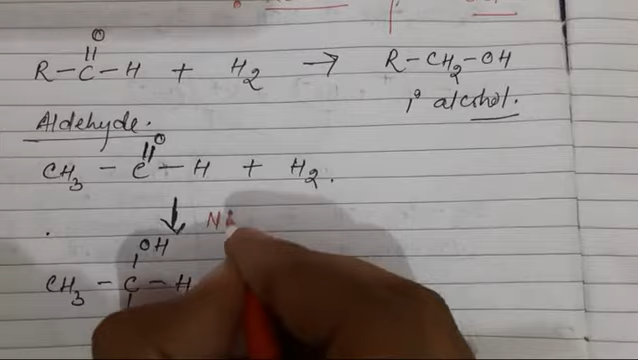 O
R - C - H + H2 → R - CH2 - OH
1° alcohol.
Aldehyde.
O
CH3 - C - H + H2.
↓ Ni
OH
CH3 - C - H